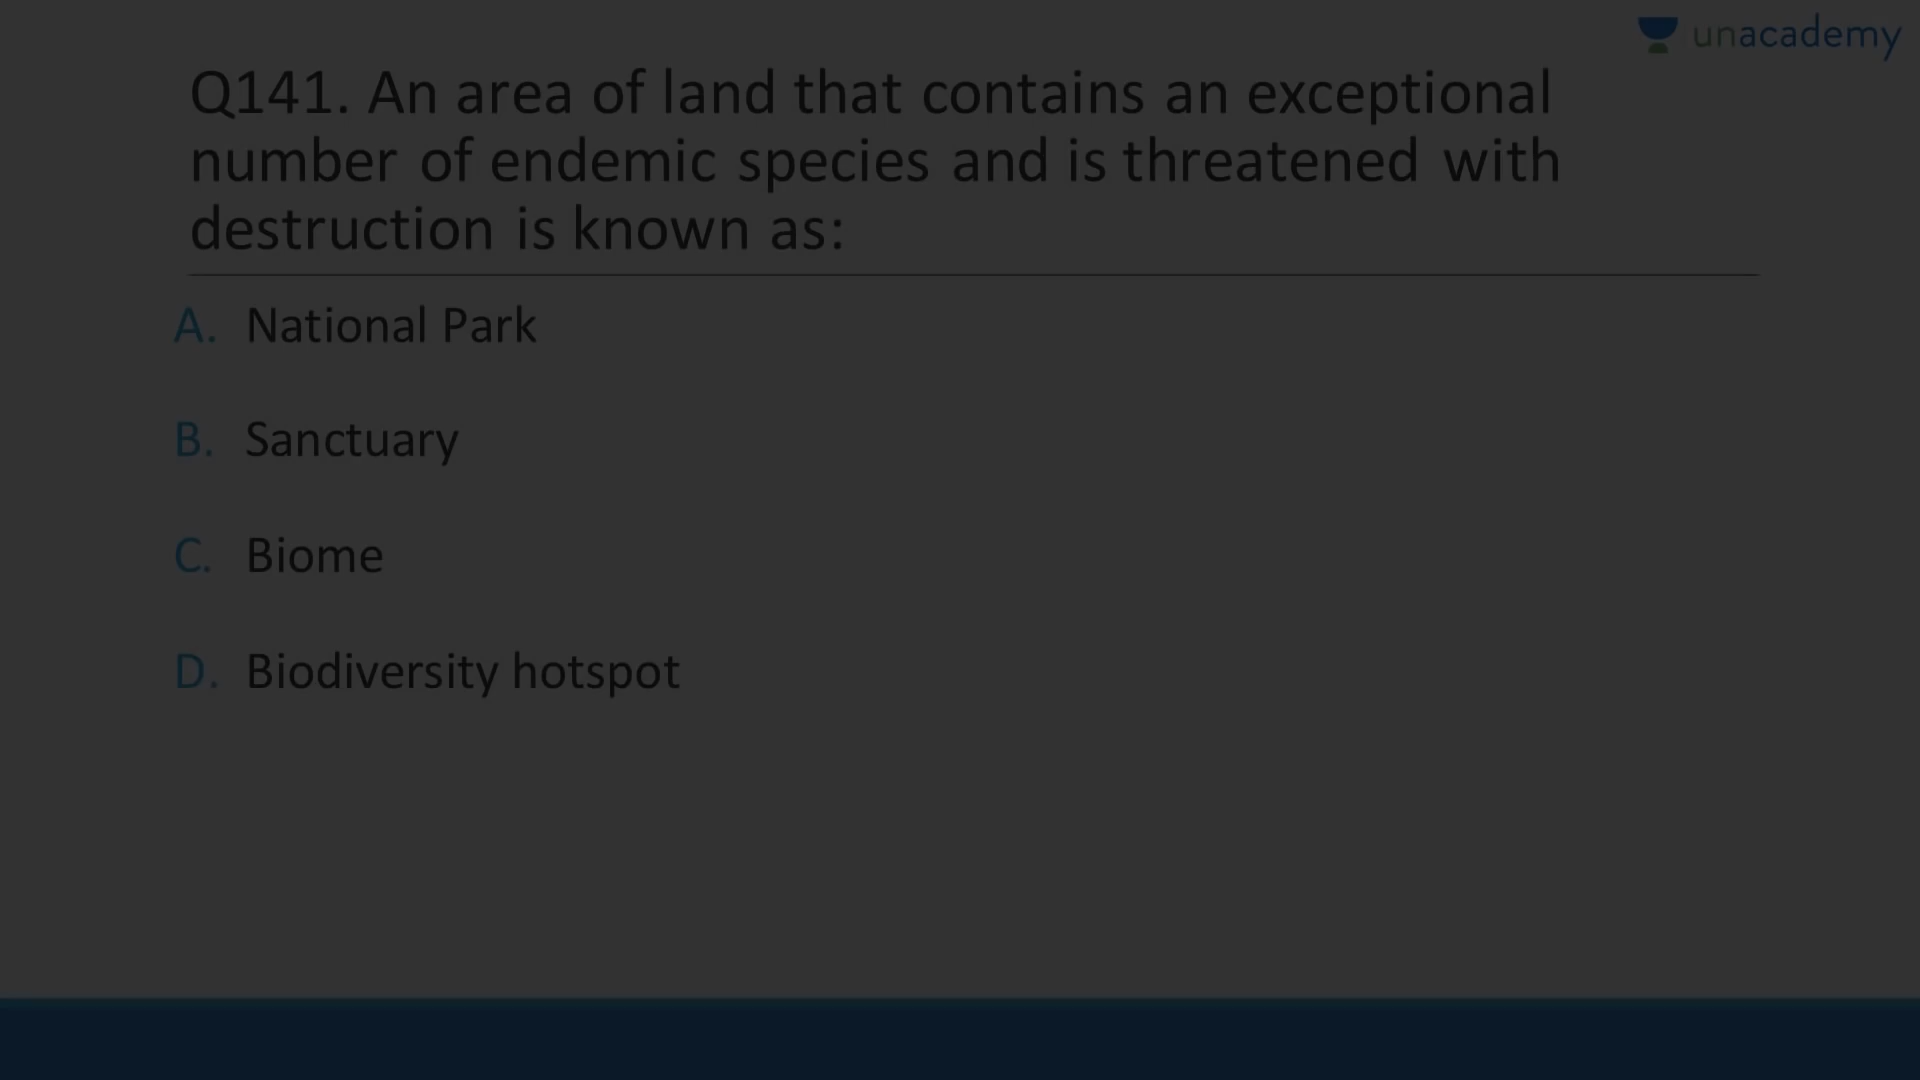 unacademy
Q141. An area of land that contains an exceptional
number of endemic species and is threatened with
destruction is known as:
A. National Park
B. Sanctuary
C. Biome
D. Biodiversity hotspot